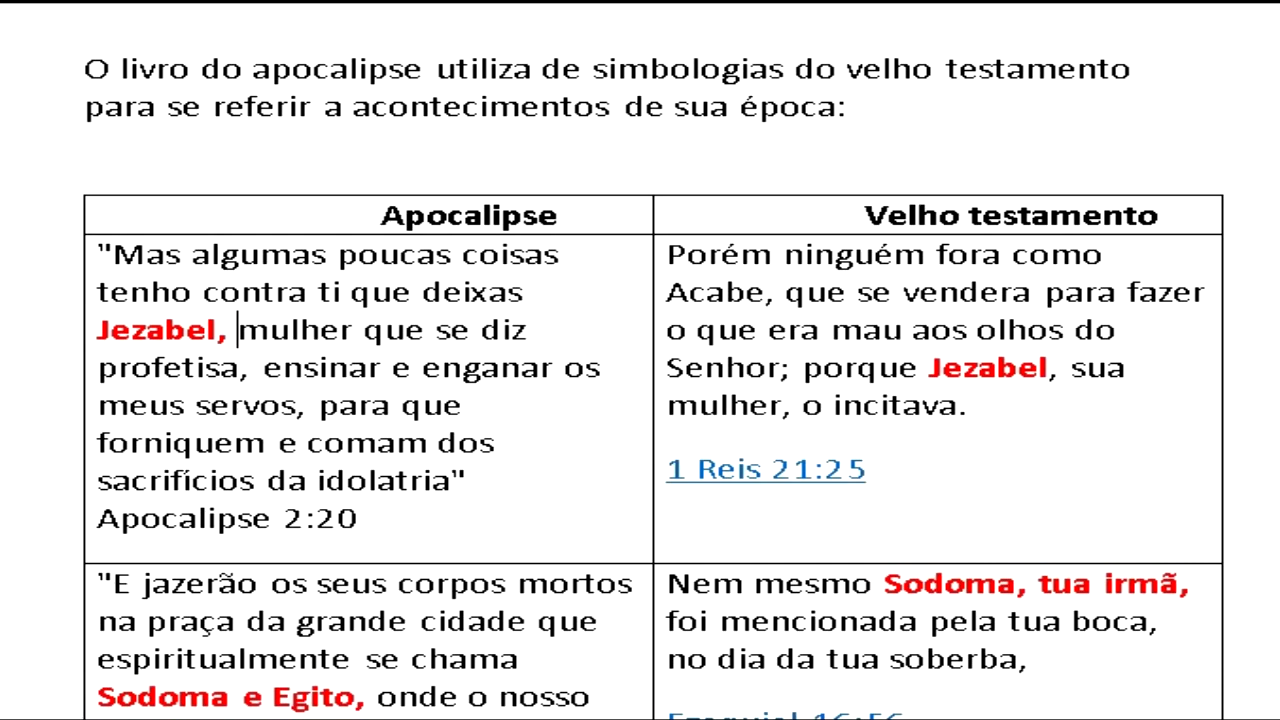 O livro do apocalipse utiliza de simbologias do velho testamento
para se referir a acontecimentos de sua época:
Apocalipse
Velho testamento
"Mas algumas poucas coisas
tenho contra ti que deixas
Jezabel, mulher que se diz
profetisa, ensinar e enganar os
meus servos, para que
forniquem e comam dos
sacrifícios da idolatria"
Apocalipse 2:20
Porém ninguém fora como
Acabe, que se vendera para fazer
o que era mau aos olhos do
Senhor; porque Jezabel, sua
mulher, o incitava.
1 Reis 21:25
"E jazerão os seus corpos mortos
na praça da grande cidade que
espiritualmente se chama
Sodoma e Egito, onde o nosso
Nem mesmo Sodoma, tua irmã,
foi mencionada pela tua boca,
no dia da tua soberba,
Ezequiel 16:56